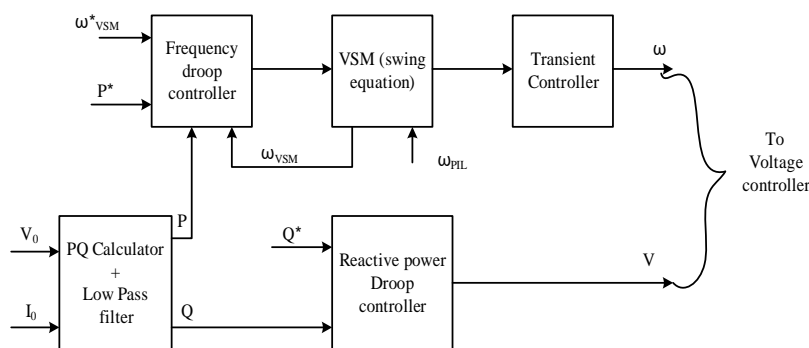 ω*VSM
P*
Frequency
droop
controller
VSM (swing
equation)
Transient
Controller
ω
ωVSM
ωPIL
To
Voltage
controller
P
V0
I0
PQ Calculator
+
Low Pass
filter
Q
Q*
Reactive power
Droop
controller
V